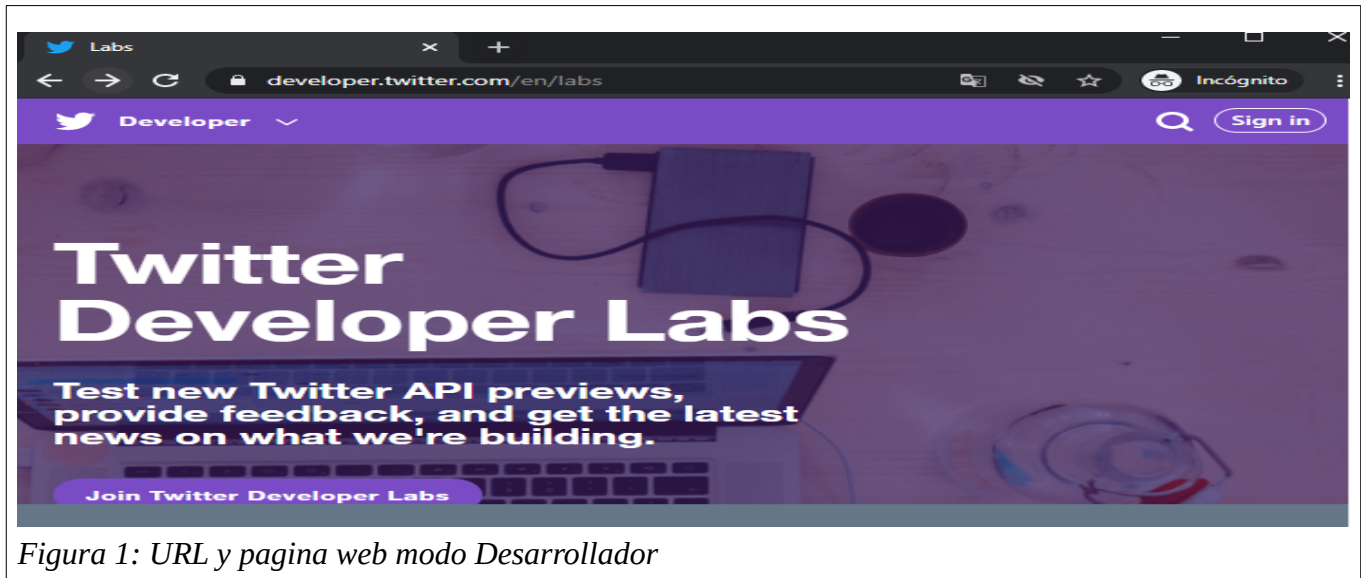 Labs
developer.twitter.com/en/labs
Incógnito
Developer
Sign in
Twitter
Developer Labs
Test new Twitter API previews,
provide feedback, and get the latest
news on what we're building.
Join Twitter Developer Labs
Figura 1: URL y pagina web modo Desarrollador